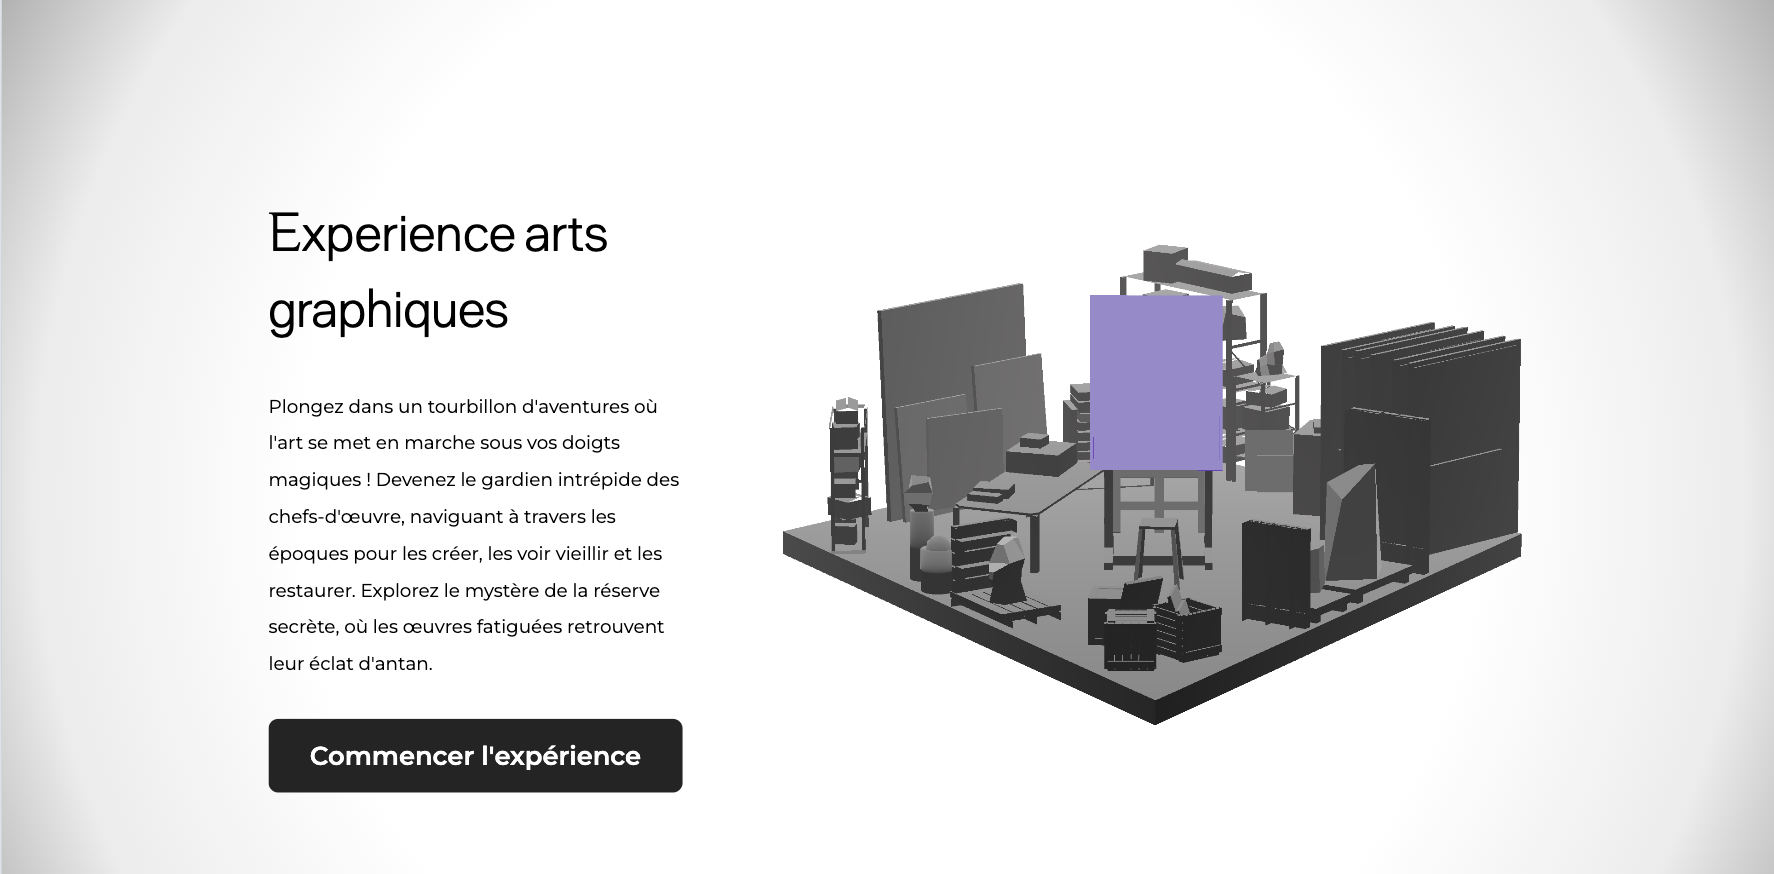 Experience arts
graphiques
Plongez dans un tourbillon d'aventures où
l'art se met en marche sous vos doigts
magiques ! Devenez le gardien intrépide des
chefs-d'œuvre, naviguant à travers les
époques pour les créer, les voir vieillir et les
restaurer. Explorez le mystère de la réserve
secrète, où les œuvres fatiguées retrouvent
leur éclat d'antan.
Commencer l'expérience